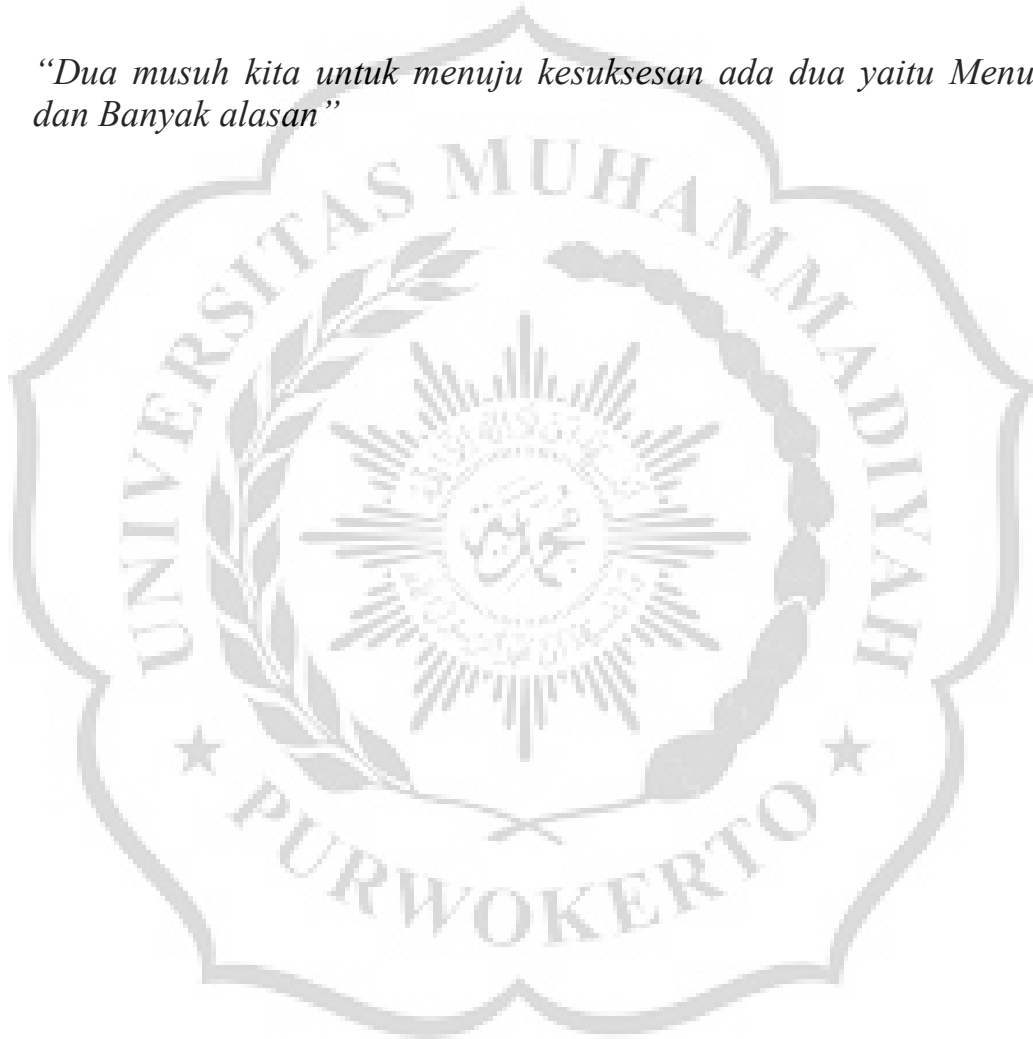 “Dua musuh kita untuk menuju kesuksesan ada dua yaitu Menu
dan Banyak alasan”
UNIVERSITAS MUHAMMADIYAH
★ PURWOKERTO ★